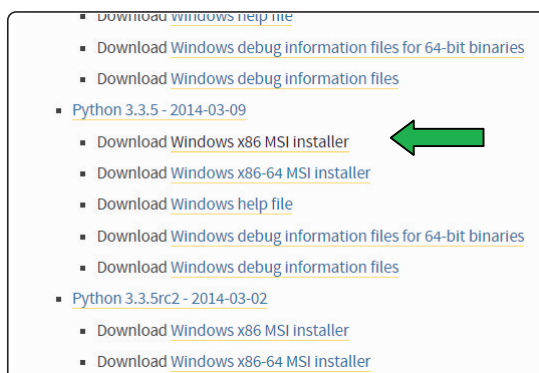 Download Windows help file
Download Windows debug information files for 64-bit binaries
Download Windows debug information files
Python 3.3.5 - 2014-03-09
Download Windows x86 MSI installer
Download Windows x86-64 MSI installer
Download Windows help file
Download Windows debug information files for 64-bit binaries
Download Windows debug information files
Python 3.3.5rc2 - 2014-03-02
Download Windows x86 MSI installer
Download Windows x86-64 MSI installer